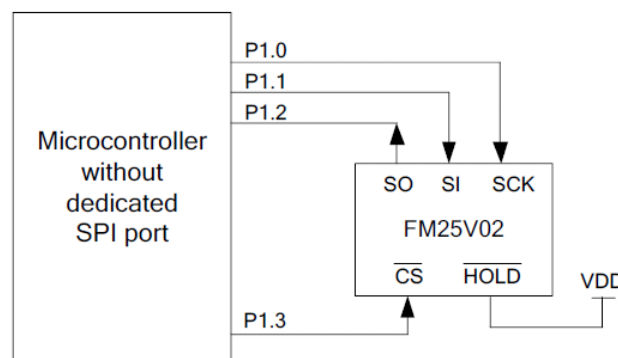 P1.0
P1.1
P1.2
Microcontroller
without
dedicated
SPI port
SO SI SCK
FM25V02
CS HOLD
VDD
P1.3